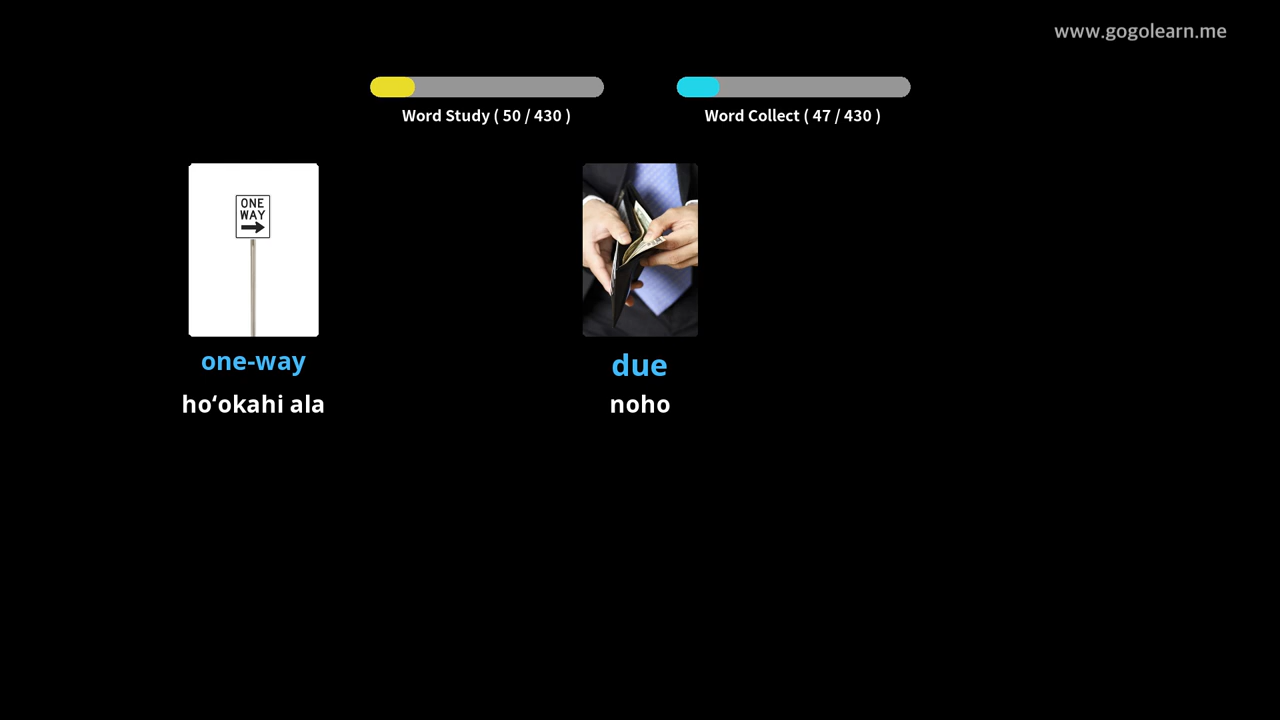 www.gogolearn.me
Word Study ( 50 / 430 )
Word Collect ( 47 / 430 )
ONE
WAY
one-way
hoʻokahi ala
due
noho